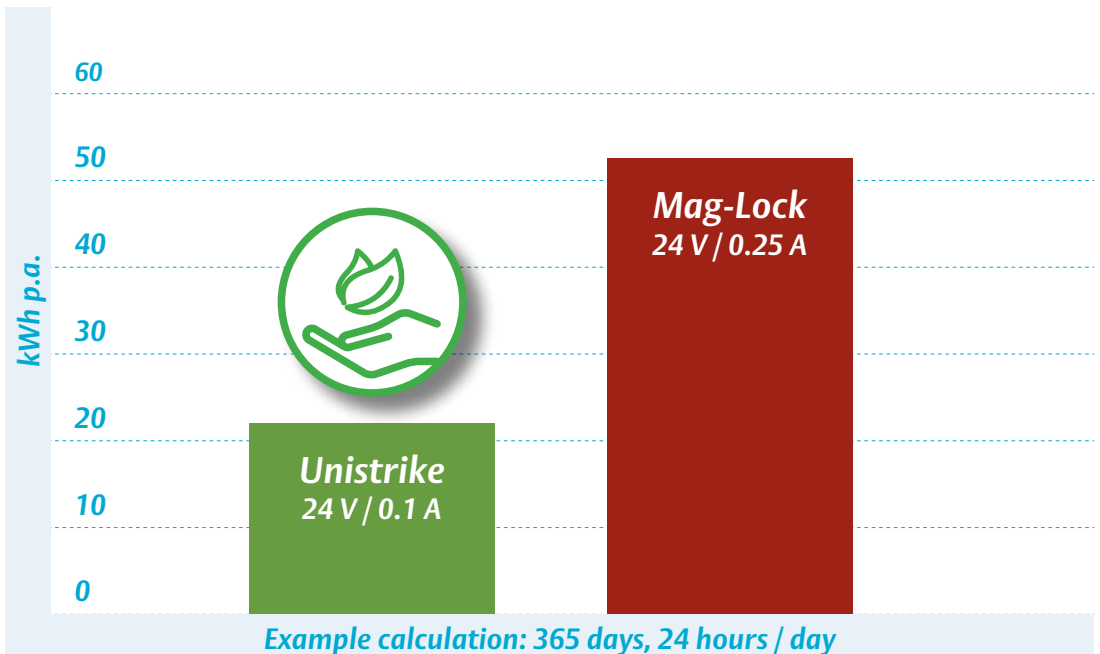 60
50
40
30
20
10
0
kWh p.a.
Unistrike
24 V / 0.1 A
Mag-Lock
24 V / 0.25 A
Example calculation: 365 days, 24 hours / day